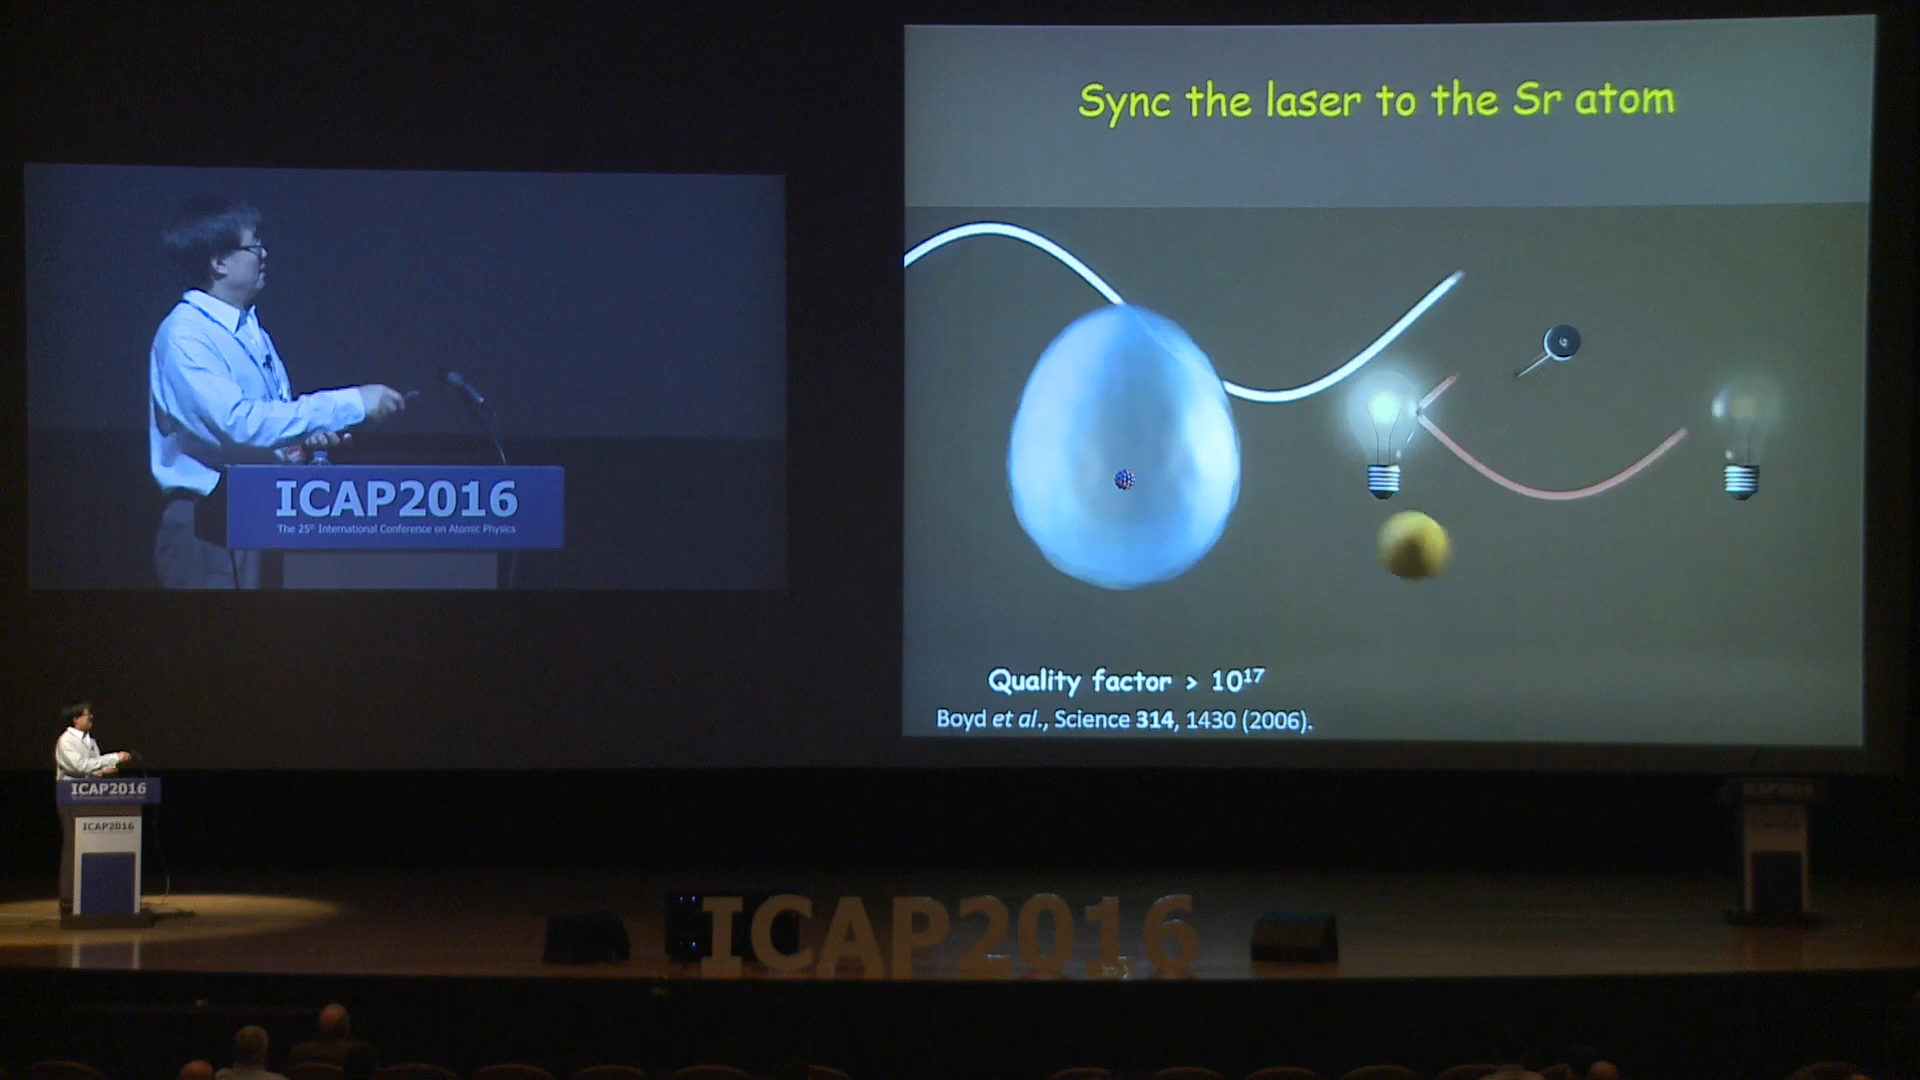 Sync the laser to the Sr atom
Quality factor > 10¹⁷
Boyd et al., Science 314, 1430 (2006).
ICAP2016
The 25th International Conference on Atomic Physics
ICAP2016
ICAP2016
ICAP2016
ICAP2016